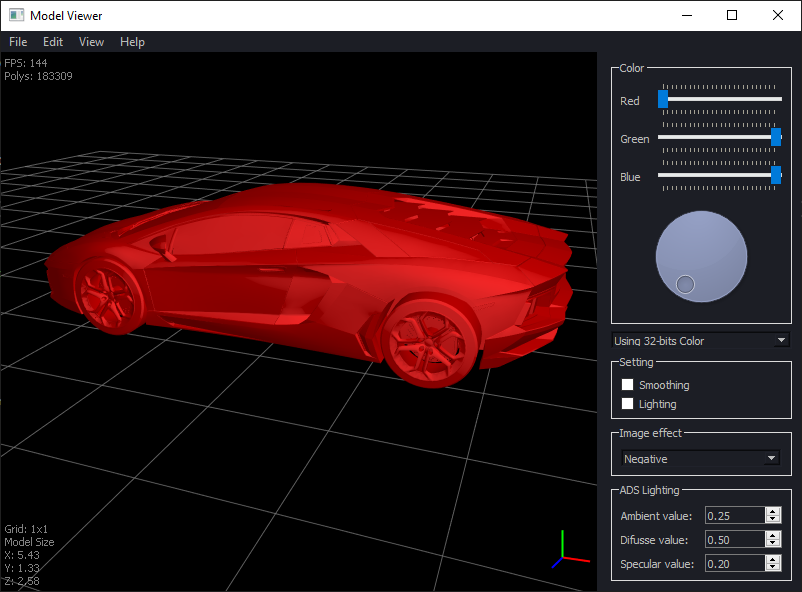 Model Viewer
File Edit View Help
FPS: 144
Polys: 183309
Color
Red
Green
Blue
Using 32-bits Color
Setting
Smoothing
Lighting
Image effect
Negative
ADS Lighting
Ambient value: 0.25
Difusse value: 0.50
Specular value: 0.20
Grid: 1x1
Model Size
X: 5.43
Y: 1.33
Z: 2.58